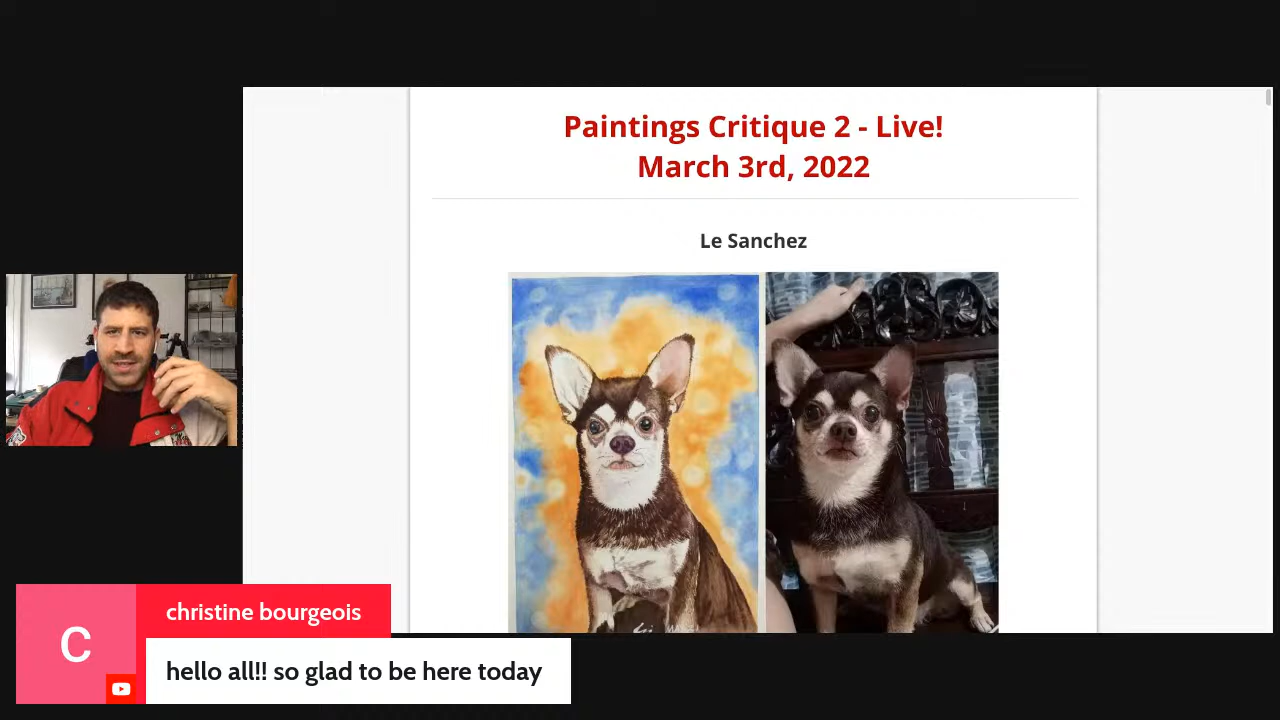 Paintings Critique 2 - Live!
March 3rd, 2022
Le Sanchez
C
christine bourgeois
hello all!! so glad to be here today